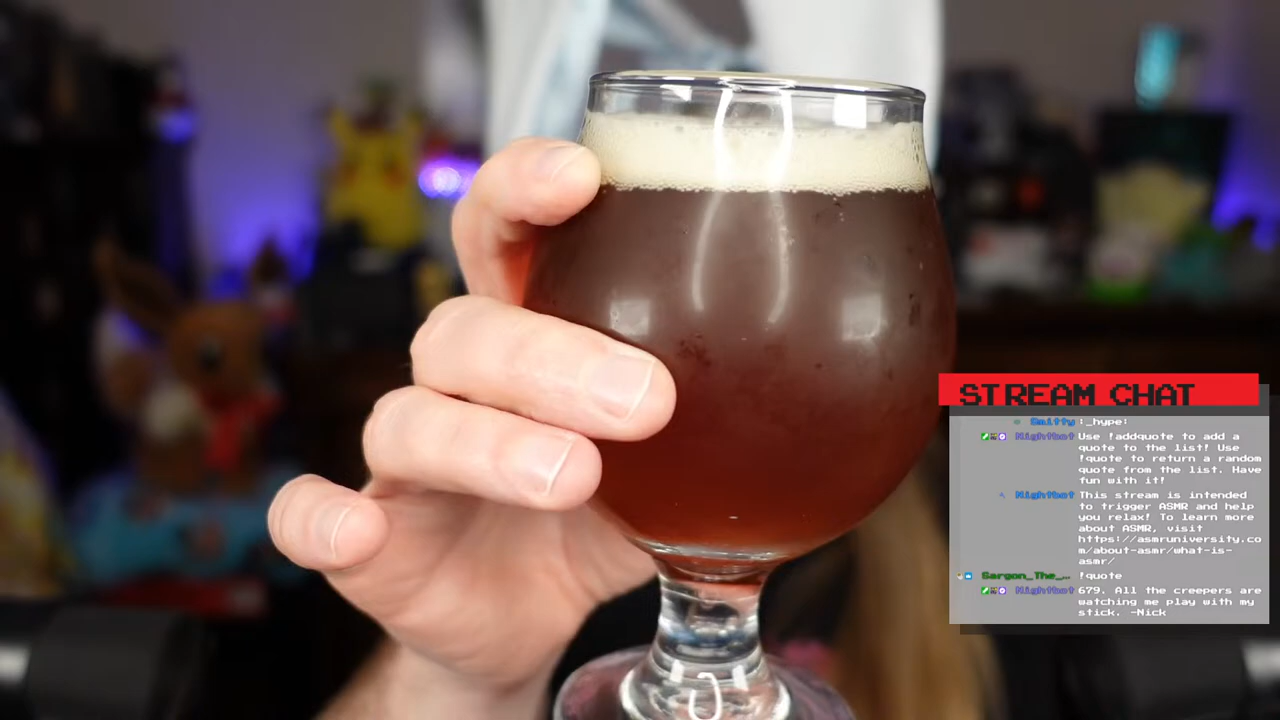 STREAM CHAT
Smitty :_hype:
Nightbot Use !addquote to add a
quote to the list! Use
!quote to return a random
quote from the list. Have
fun with it!
Nightbot This stream is intended
to trigger ASMR and help
you relax! To learn more
about ASMR, visit
https://asmruniversity.co
m/about-asmr/what-is-
asmr/
Sargon_The_… !quote
Nightbot 679. All the creepers are
watching me play with my
stick. -Nick